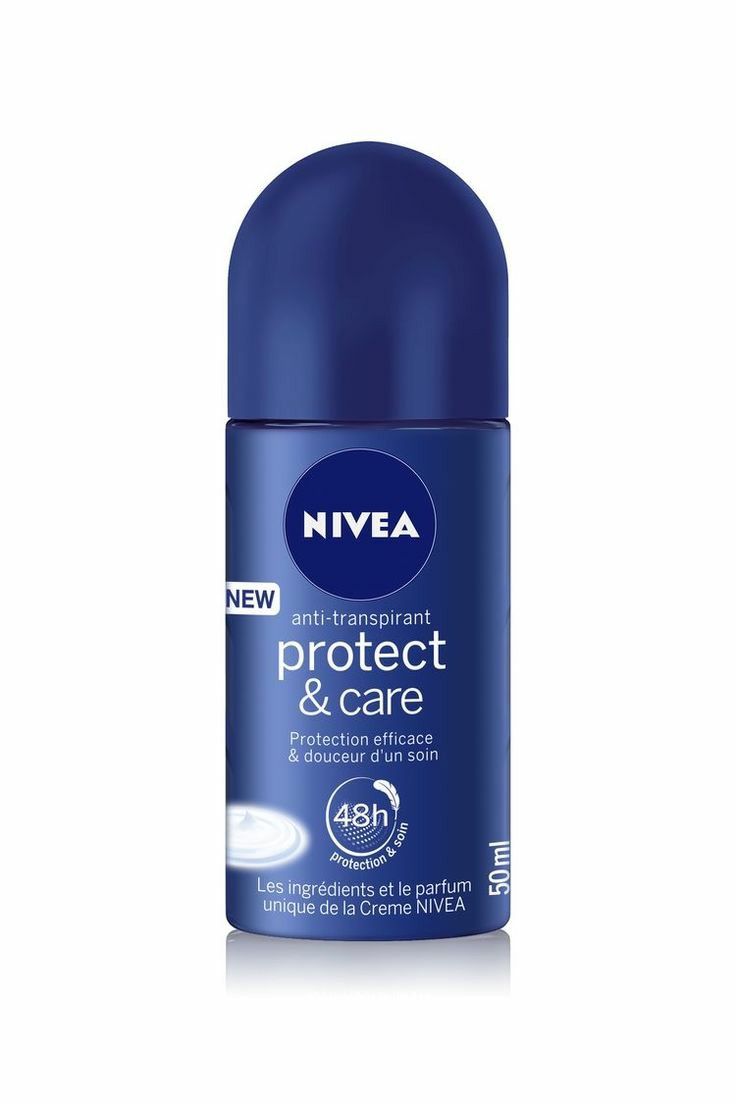 NIVEA
NEW
anti-transpirant
protect
& care
Protection efficace
& douceur d'un soin
48h
protection & soin
50ml
Les ingrédients et le parfum
unique de la Creme NIVEA